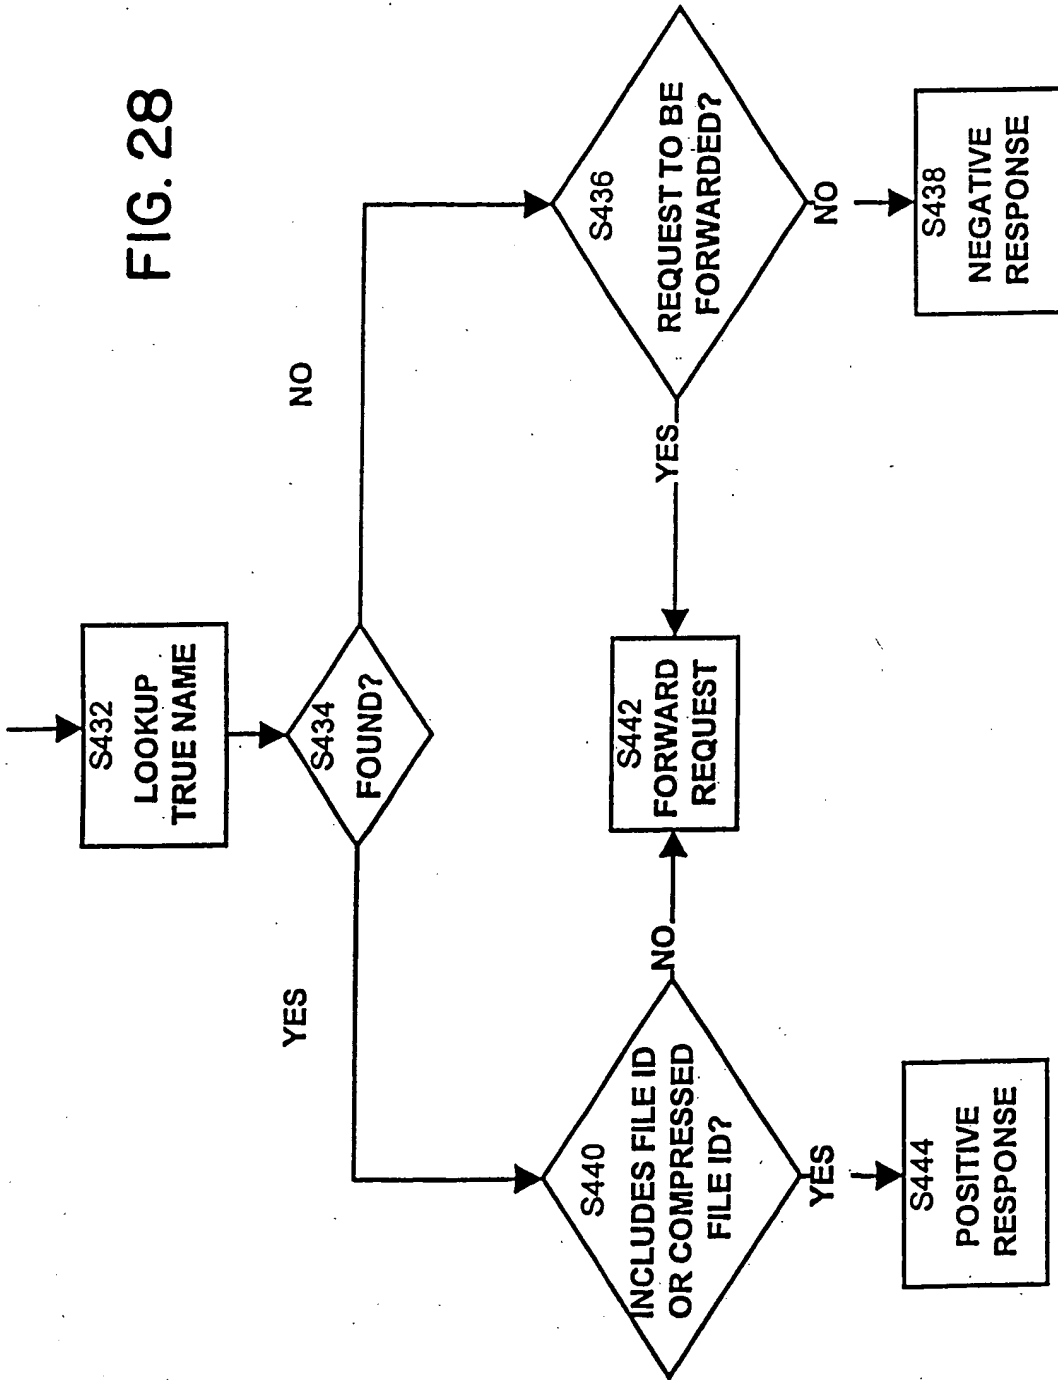 FIG. 28
S432
LOOKUP
TRUE NAME
S434
FOUND?
YES
NO
S440
INCLUDES FILE ID
OR COMPRESSED
FILE ID?
NO
YES
S442
FORWARD
REQUEST
S436
REQUEST TO BE
FORWARDED?
YES
NO
S444
POSITIVE
RESPONSE
S438
NEGATIVE
RESPONSE